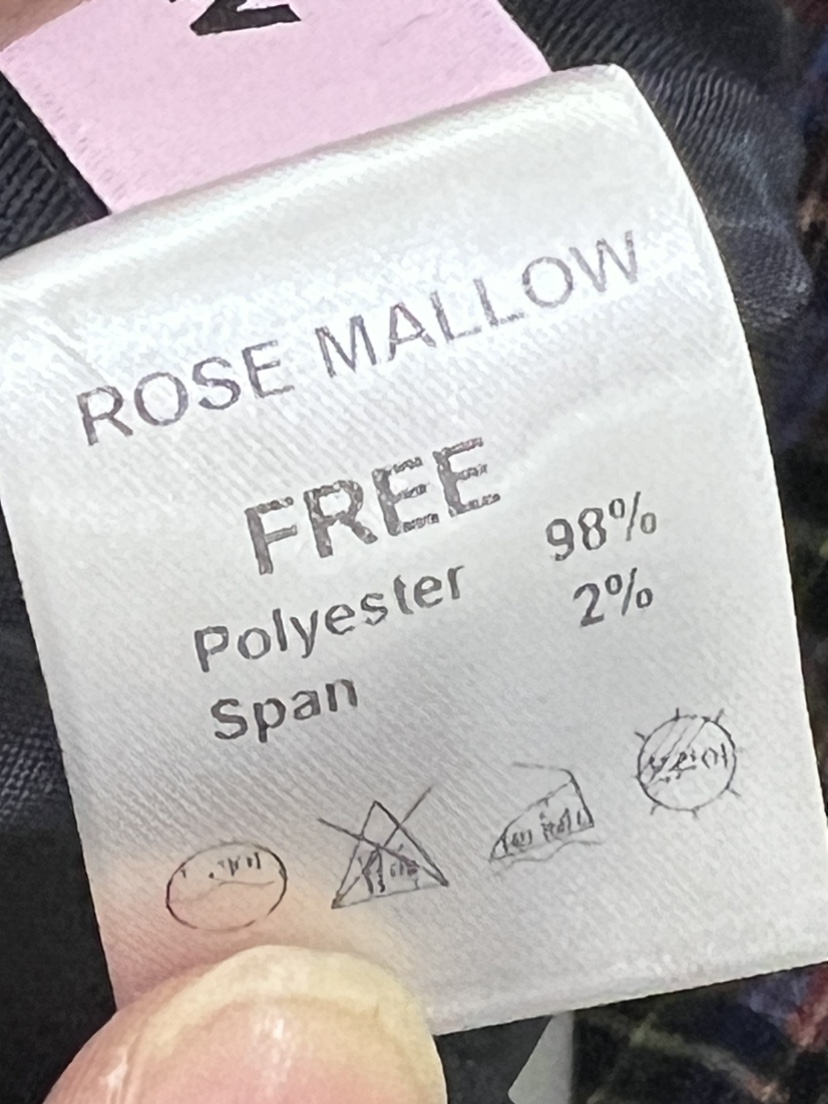 ROSE MALLOW
FREE
Polyester 98%
Span 2%